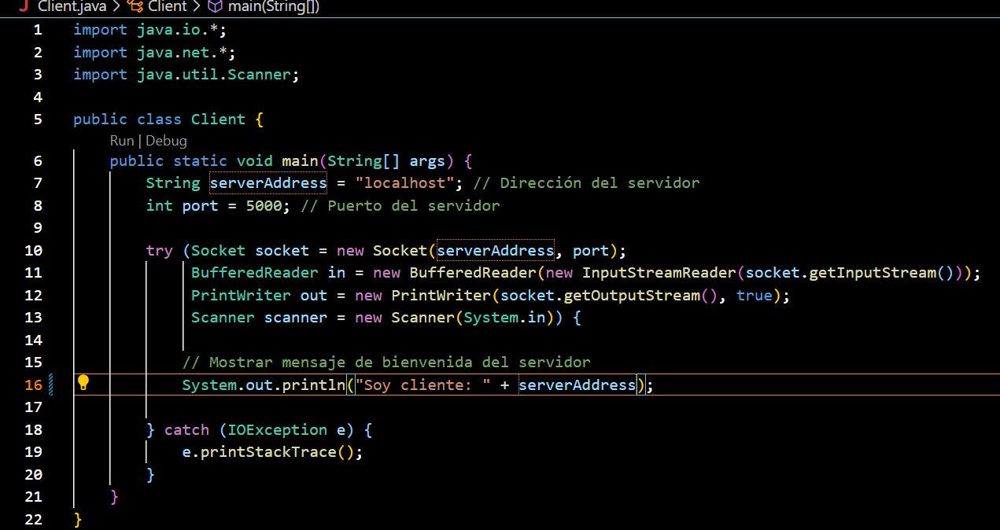 Client.java > Client > main(String[])
1 import java.io.*;
2 import java.net.*;
3 import java.util.Scanner;
4
5 public class Client {
Run | Debug
6 public static void main(String[] args) {
7 String serverAddress = "localhost"; // Dirección del servidor
8 int port = 5000; // Puerto del servidor
9
10 try (Socket socket = new Socket(serverAddress, port);
11 BufferedReader in = new BufferedReader(new InputStreamReader(socket.getInputStream()));
12 PrintWriter out = new PrintWriter(socket.getOutputStream(), true);
13 Scanner scanner = new Scanner(System.in)) {
14
15 // Mostrar mensaje de bienvenida del servidor
16 System.out.println("Soy cliente: " + serverAddress);
17
18 } catch (IOException e) {
19 e.printStackTrace();
20 }
21 }
22 }